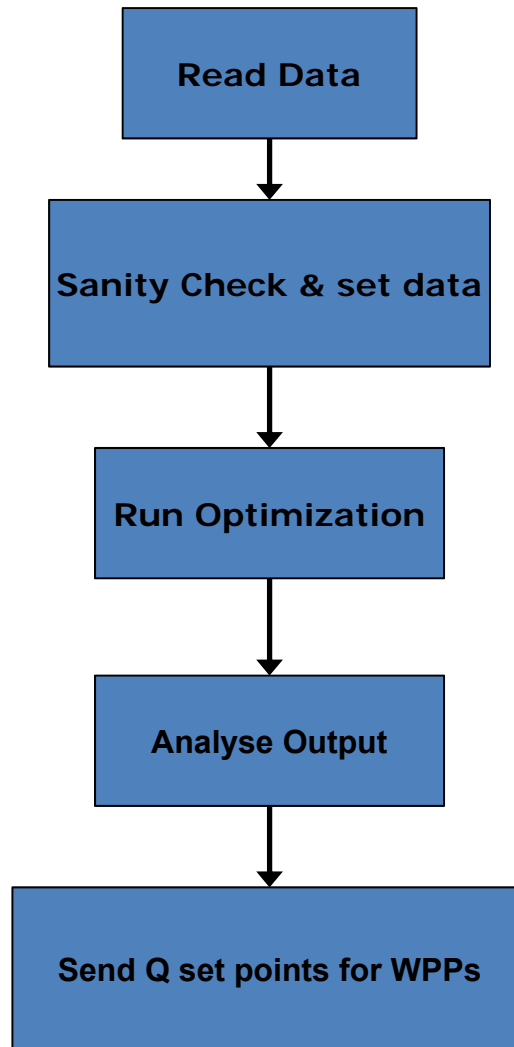 Read Data
Sanity Check & set data
Run Optimization
Analyse Output
Send Q set points for WPPs